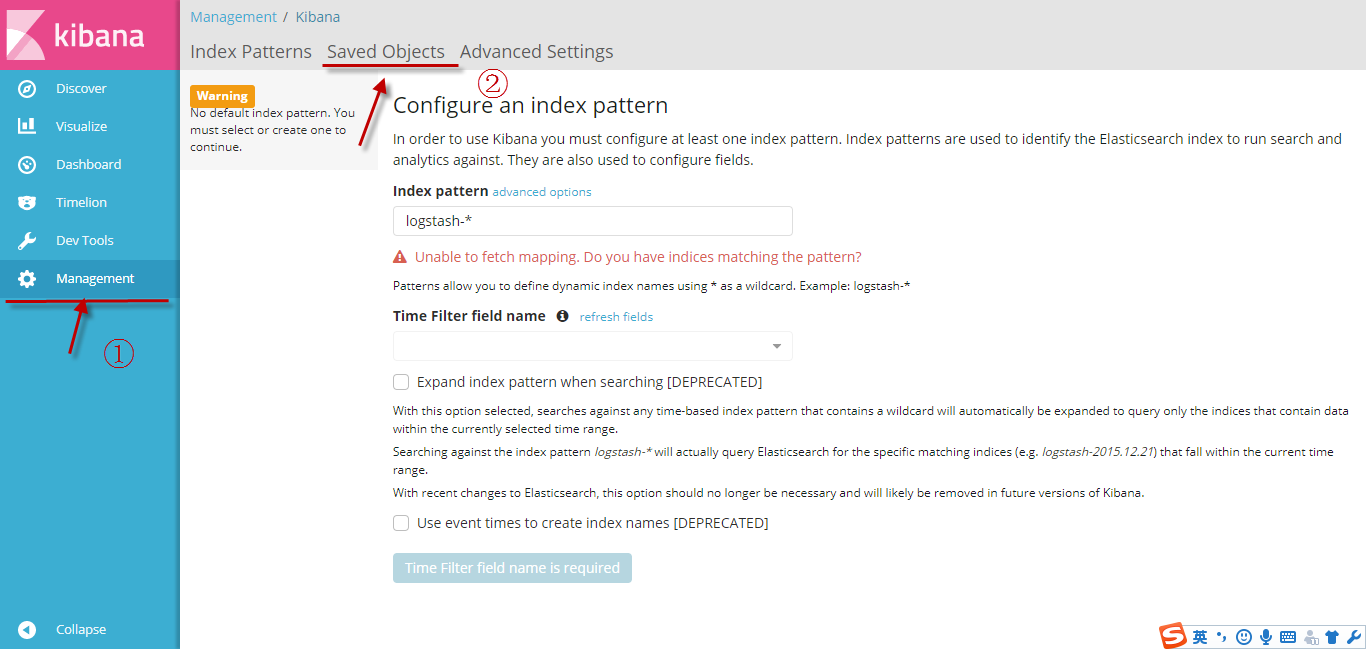 kibana
Discover
Visualize
Dashboard
Timelion
Dev Tools
Management
①
Collapse
Management / Kibana
Index Patterns Saved Objects Advanced Settings
②
Warning
No default index pattern. You
must select or create one to
continue.
Configure an index pattern
In order to use Kibana you must configure at least one index pattern. Index patterns are used to identify the Elasticsearch index to run search and
analytics against. They are also used to configure fields.
Index pattern advanced options
logstash-*
Unable to fetch mapping. Do you have indices matching the pattern?
Patterns allow you to define dynamic index names using * as a wildcard. Example: logstash-*
Time Filter field name refresh fields
Expand index pattern when searching [DEPRECATED]
With this option selected, searches against any time-based index pattern that contains a wildcard will automatically be expanded to query only the indices that contain data
within the currently selected time range.
Searching against the index pattern logstash-* will actually query Elasticsearch for the specific matching indices (e.g. logstash-2015.12.21) that fall within the current time
range.
With recent changes to Elasticsearch, this option should no longer be necessary and will likely be removed in future versions of Kibana.
Use event times to create index names [DEPRECATED]
Time Filter field name is required
S 英